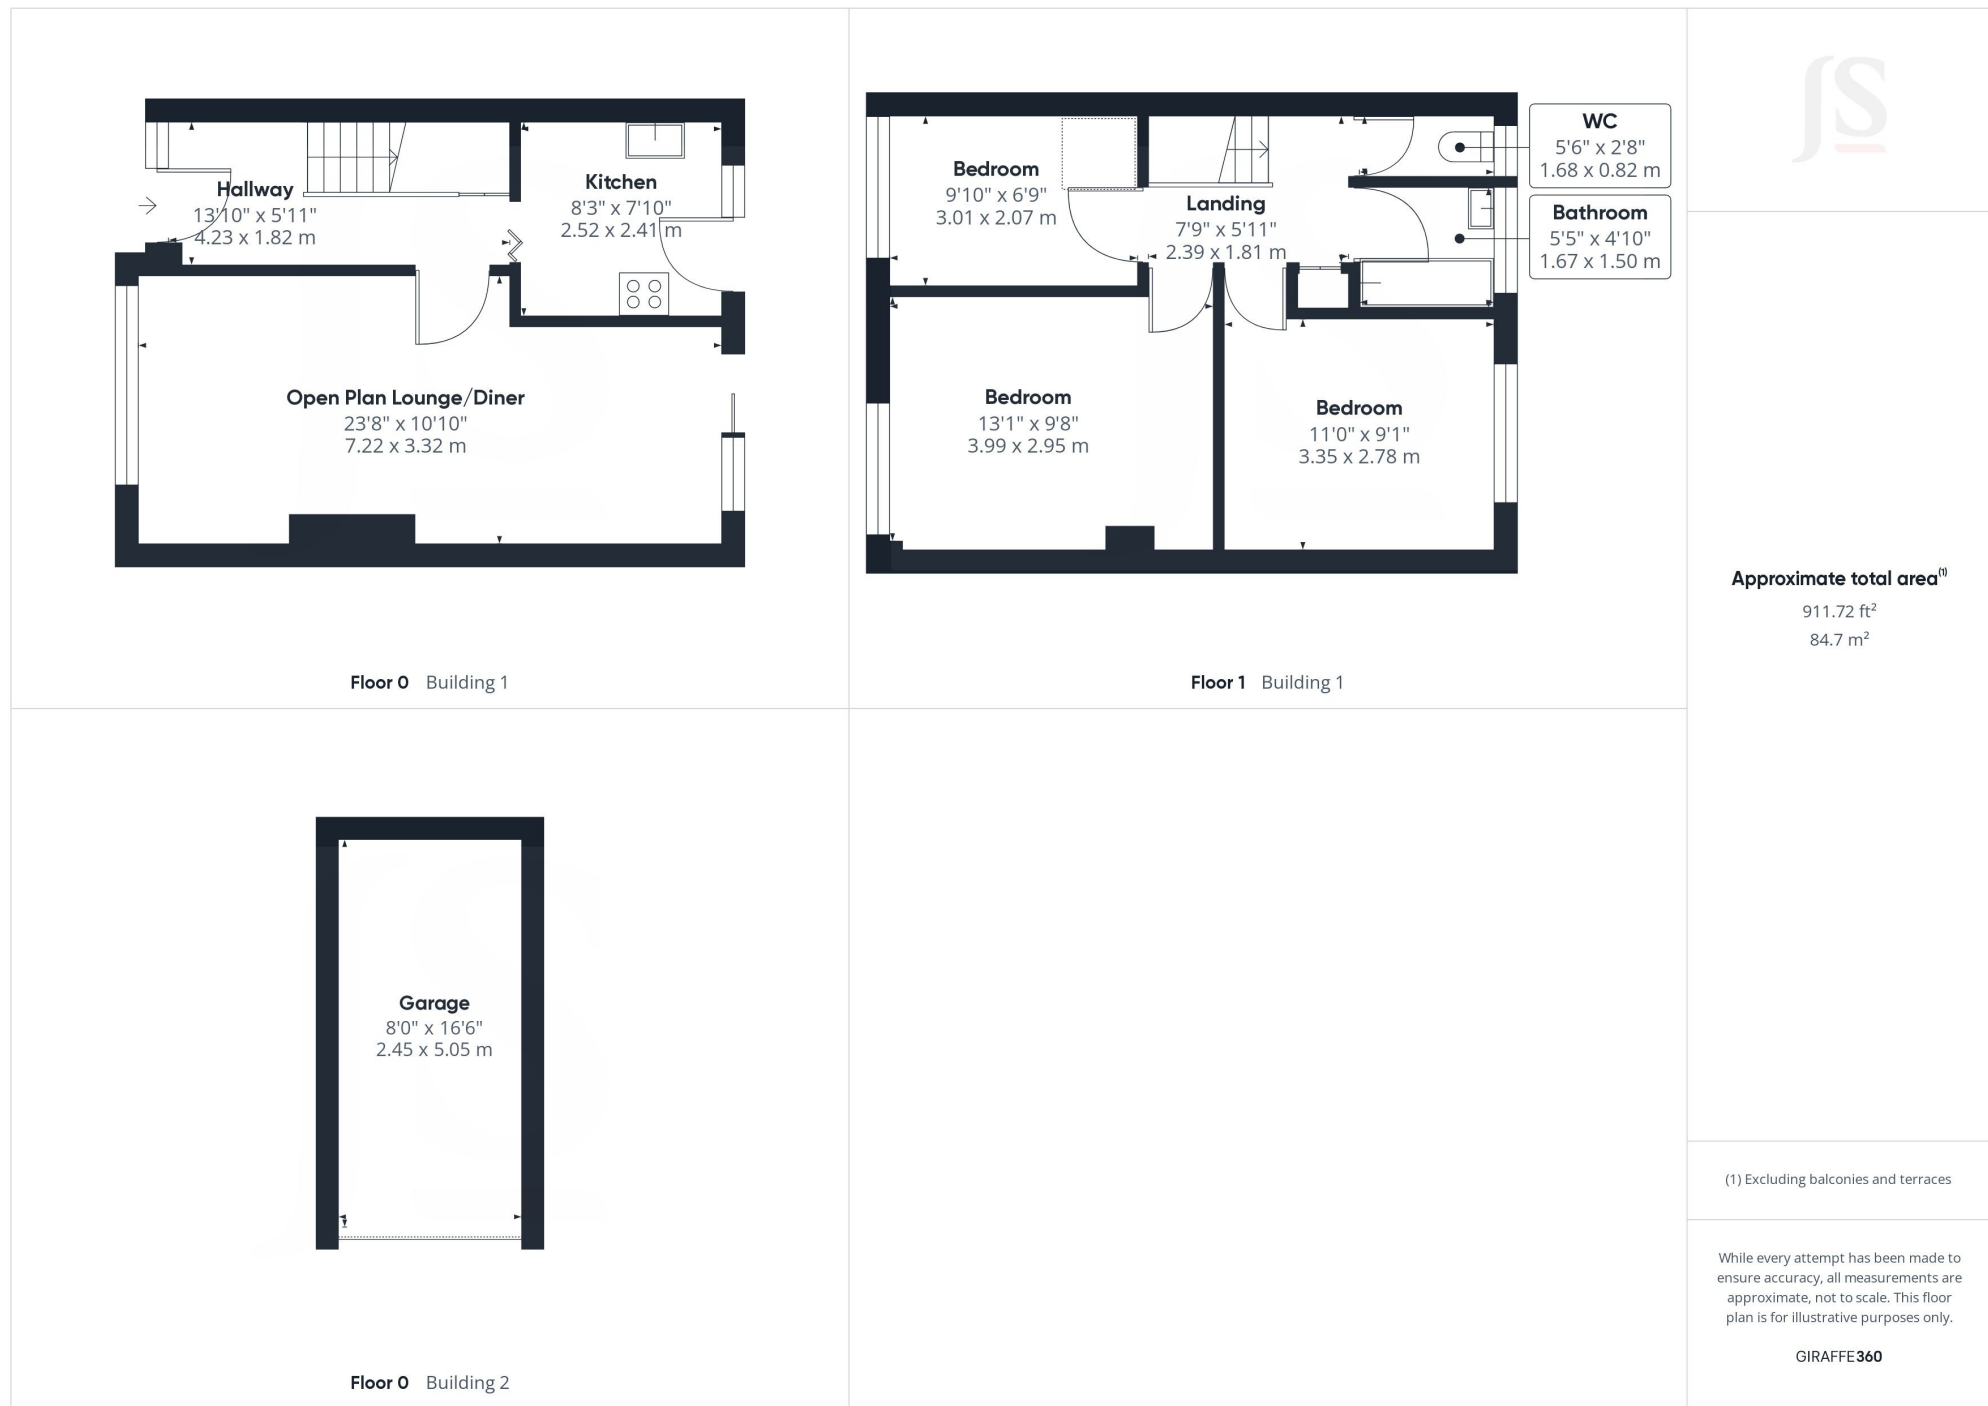 Hallway
13'10" x 5'11"
4.23 x 1.82 m
Kitchen
8'3" x 7'10"
2.52 x 2.41 m
Open Plan Lounge/Diner
23'8" x 10'10"
7.22 x 3.32 m
Floor 0 Building 1
Bedroom
9'10" x 6'9"
3.01 x 2.07 m
Landing
7'9" x 5'11"
2.39 x 1.81 m
WC
5'6" x 2'8"
1.68 x 0.82 m
Bathroom
5'5" x 4'10"
1.67 x 1.50 m
Bedroom
13'1" x 9'8"
3.99 x 2.95 m
Bedroom
11'0" x 9'1"
3.35 x 2.78 m
Floor 1 Building 1
Garage
8'0" x 16'6"
2.45 x 5.05 m
Floor 0 Building 2
JS
Approximate total area(1)
911.72 ft²
84.7 m²
(1) Excluding balconies and terraces
While every attempt has been made to
ensure accuracy, all measurements are
approximate, not to scale. This floor
plan is for illustrative purposes only.
GIRAFFE360